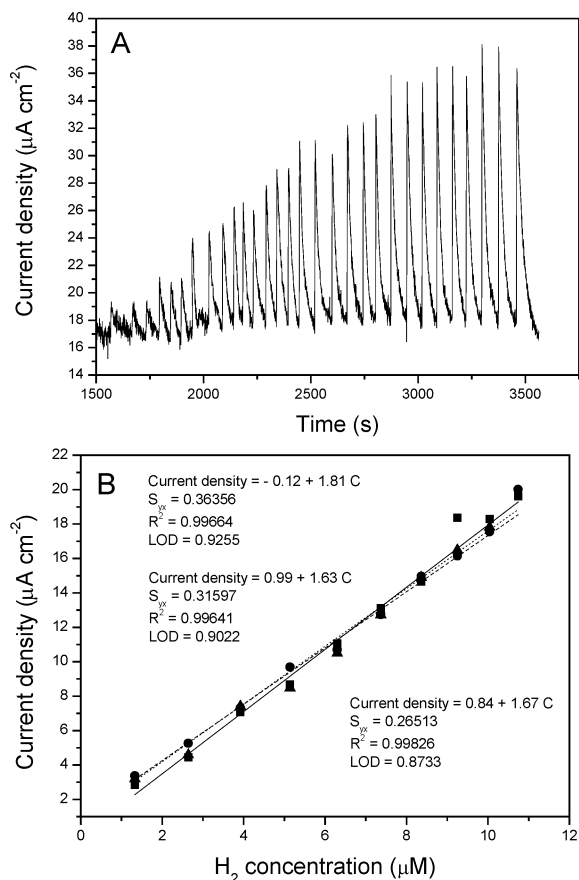 A
40
38
36
34
32
30
28
26
24
22
20
18
16
14
Current density (μA cm-2)
1500 2000 2500 3000 3500
Time (s)
B
22
20
18
16
14
12
10
8
6
4
2
Current density (μA cm-2)
Current density = - 0.12 + 1.81 C
Syx = 0.36356
R2 = 0.99664
LOD = 0.9255
Current density = 0.99 + 1.63 C
Syx = 0.31597
R2 = 0.99641
LOD = 0.9022
Current density = 0.84 + 1.67 C
Syx = 0.26513
R2 = 0.99826
LOD = 0.8733
0 2 4 6 8 10 12
H2 concentration (μM)